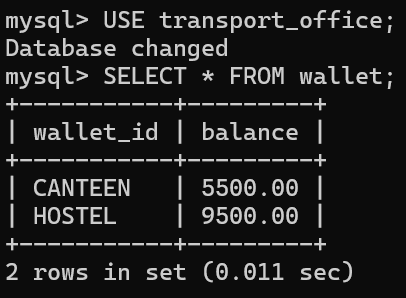 mysql> USE transport_office;
Database changed
mysql> SELECT * FROM wallet;
+-----------+---------+
| wallet_id | balance |
+-----------+---------+
| CANTEEN   | 5500.00 |
| HOSTEL    | 9500.00 |
+-----------+---------+
2 rows in set (0.011 sec)